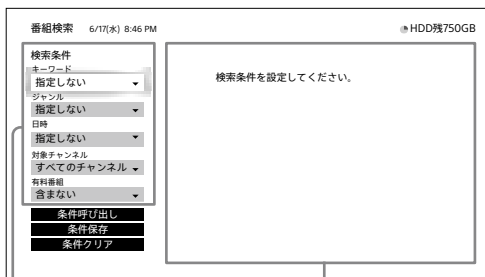 番組検索 6/17(水) 8:46 PM HDD残750GB
検索条件
キーワード
指定しない
ジャンル
指定しない
日時
指定しない
対象チャンネル
すべてのチャンネル
有料番組
含まない
条件呼び出し
条件保存
条件クリア
検索条件を設定してください。